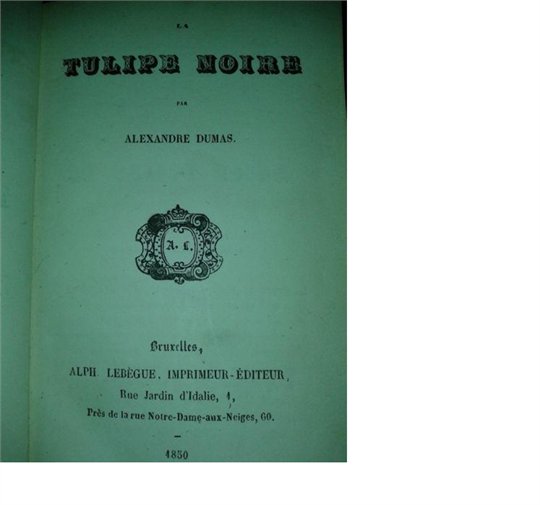 LA
TULIPE NOIRE
PAR
ALEXANDRE DUMAS.
A. L.
Bruxelles,
ALPH. LEBÈGUE, IMPRIMEUR-ÉDITEUR,
Rue Jardin d'Idalie, 1,
Près de la rue Notre-Dame-aux-Neiges, 60.
—
1850